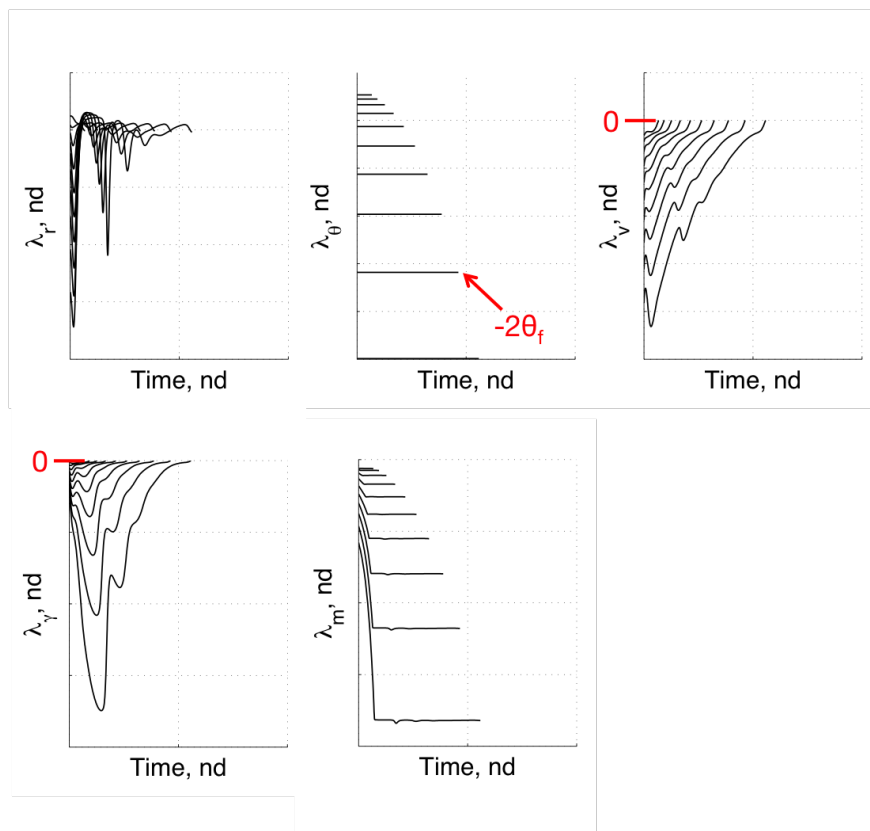 λr, nd
Time, nd
λθ, nd
-2θf
Time, nd
0
λv, nd
Time, nd
0
λγ, nd
Time, nd
λm, nd
Time, nd